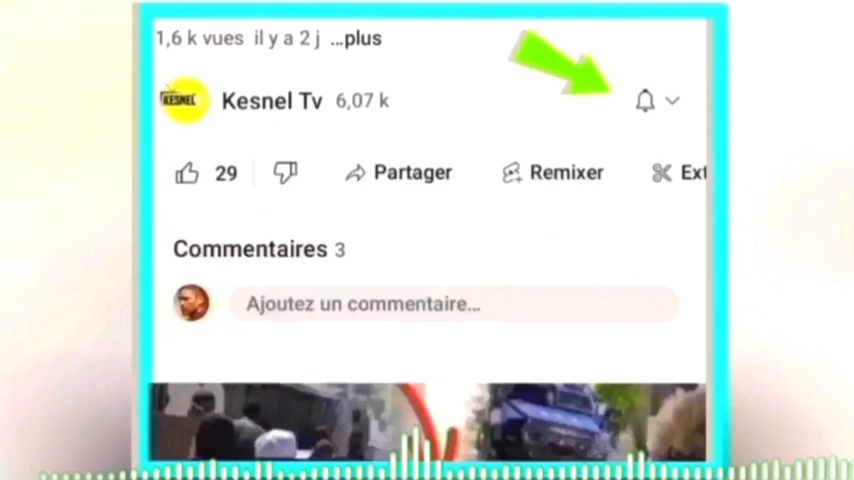 1,6 k vues il y a 2 j ...plus
KESNEL
Kesnel Tv 6,07 k
29 Partager Remixer Ext
Commentaires 3
Ajoutez un commentaire...